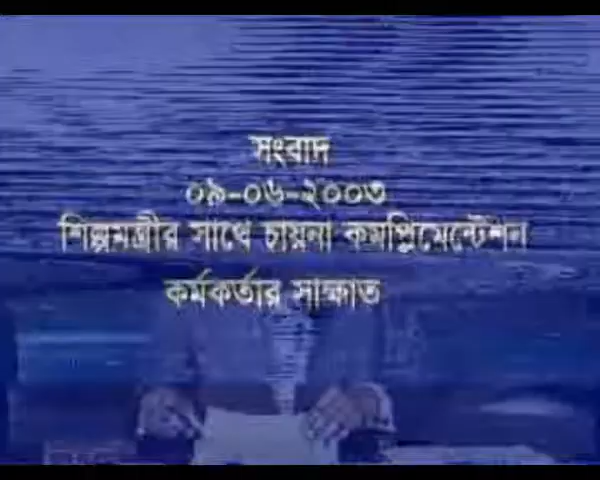 সংবাদ
০৯-০৬-২০০৩
শিল্পমন্ত্রীর সাথে চায়না কমপ্লিমেন্টেশন
কর্মকর্তার সাক্ষাত